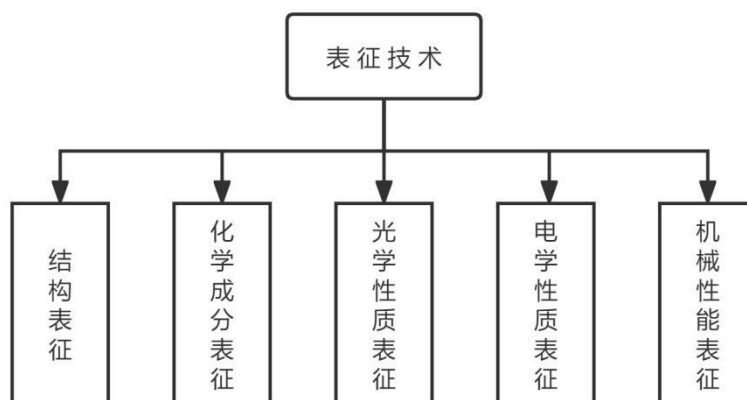 表征技术
结构表征
化学成分表征
光学性质表征
电学性质表征
机械性能表征